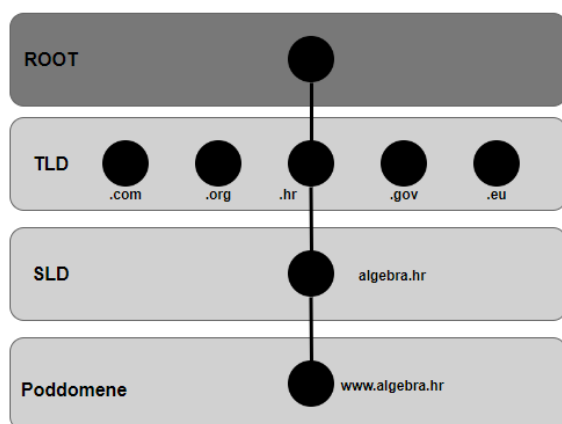 ROOT
TLD
.com
.org
.hr
.gov
.eu
SLD
algebra.hr
Poddomene
www.algebra.hr